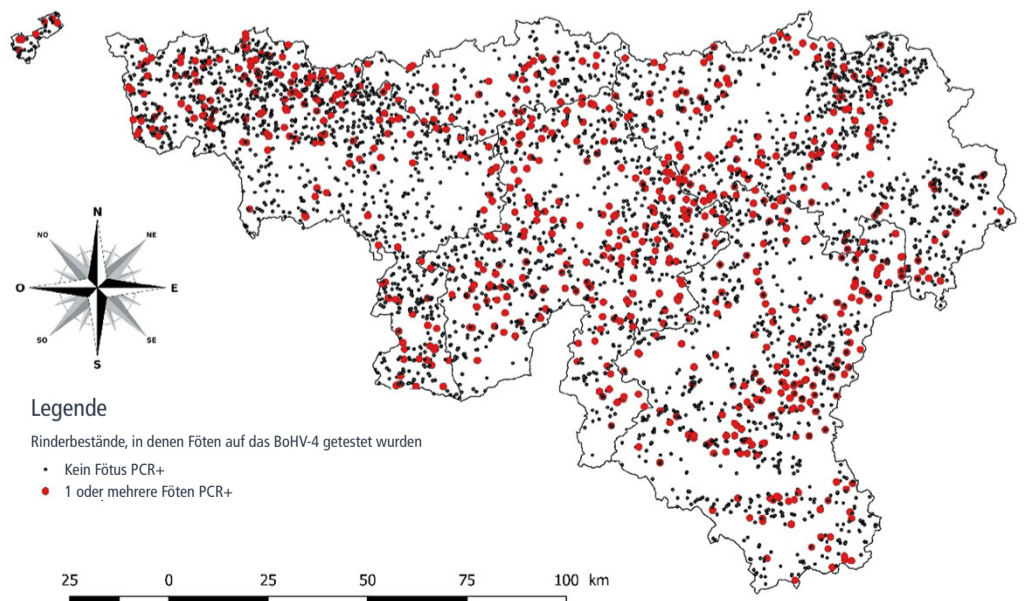 N
NO
NE
O
E
SO
SE
S
Legende
Rinderbestände, in denen Föten auf das BoHV-4 getestet wurden
Kein Fötus PCR+
1 oder mehrere Föten PCR+
25 0 25 50 75 100 km